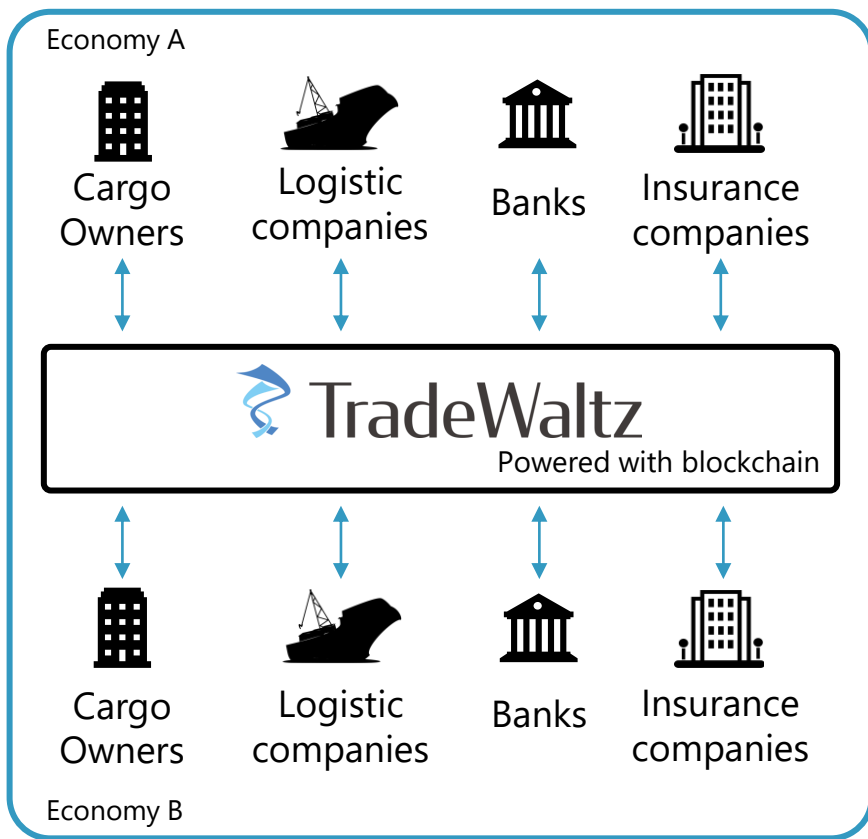 Economy A
Cargo
Owners
Logistic
companies
Banks
Insurance
companies
TradeWaltz
Powered with blockchain
Cargo
Owners
Logistic
companies
Banks
Insurance
companies
Economy B